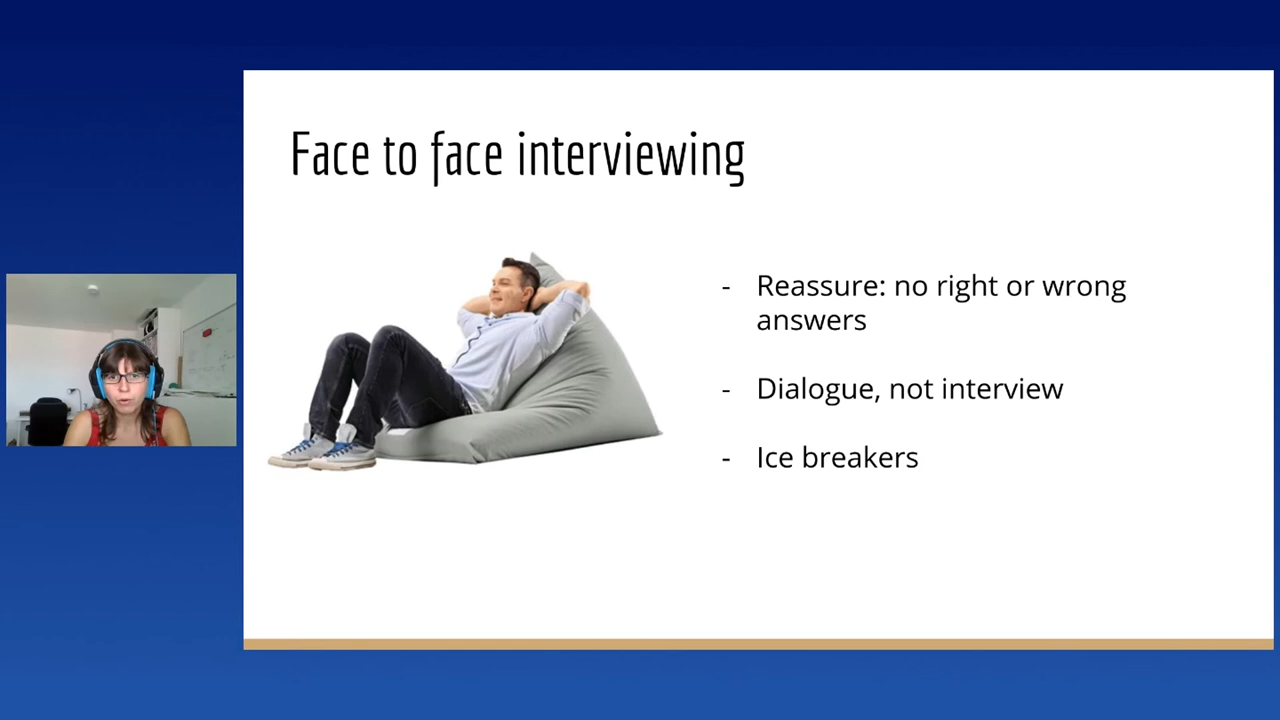 Face to face interviewing
- Reassure: no right or wrong
answers
- Dialogue, not interview
- Ice breakers